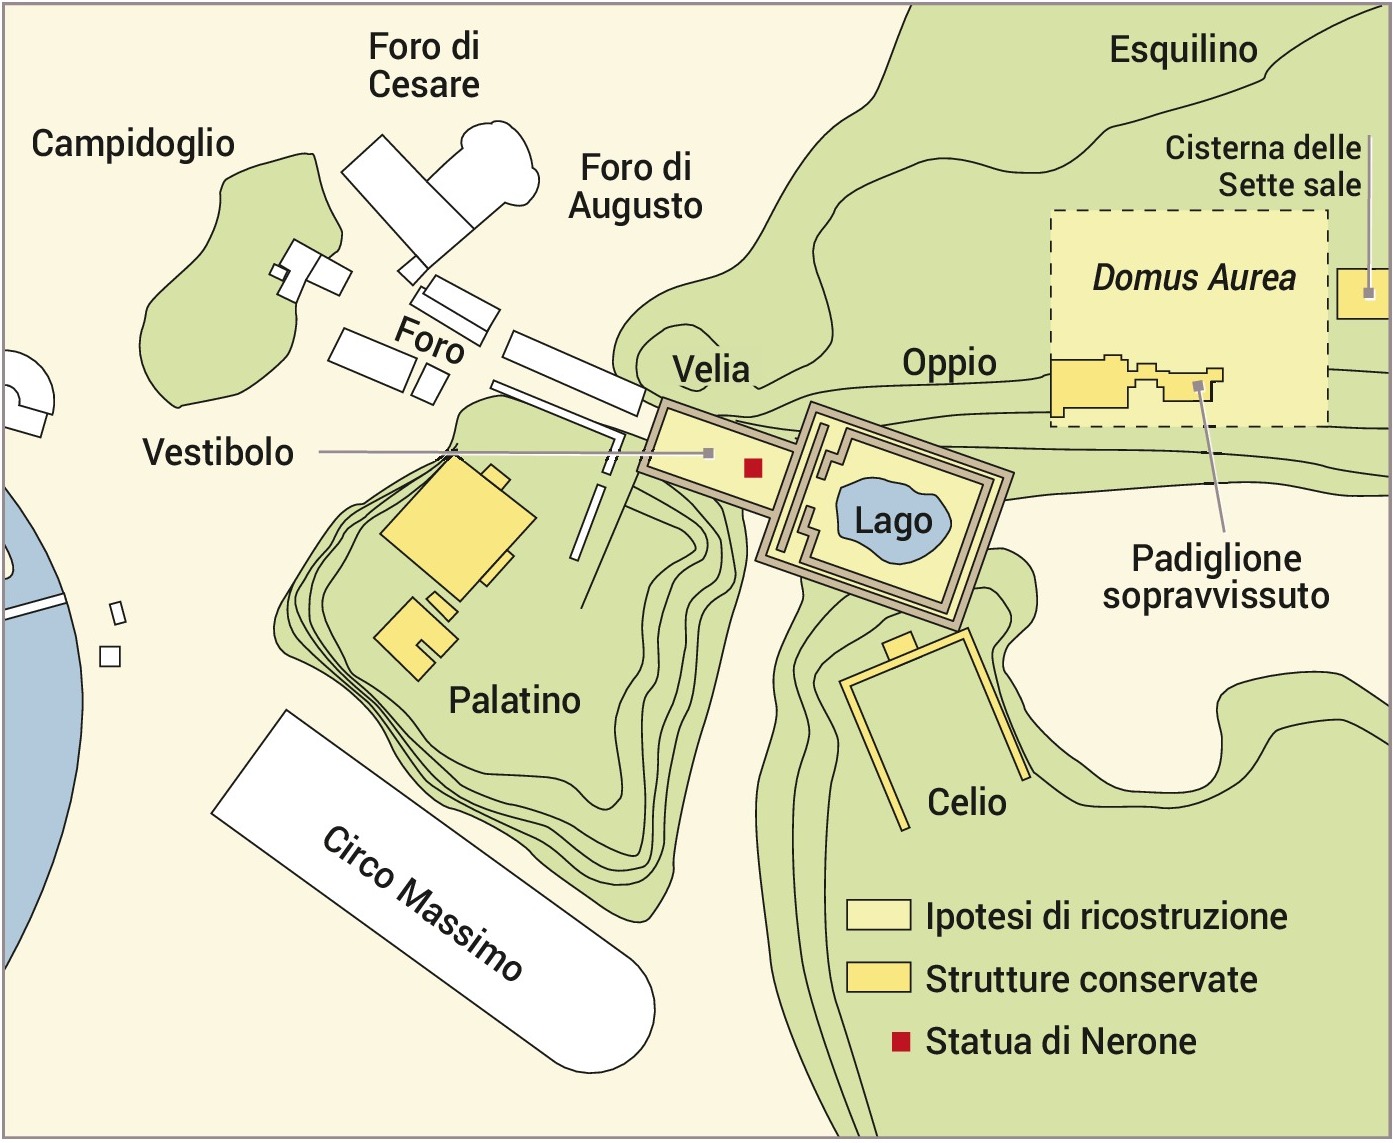 Foro di
Cesare
Esquilino
Campidoglio
Foro di
Augusto
Cisterna delle
Sette sale
Domus Aurea
Foro
Velia
Oppio
Vestibolo
Lago
Padiglione
sopravvissuto
Palatino
Celio
Circo Massimo
Ipotesi di ricostruzione
Strutture conservate
Statua di Nerone